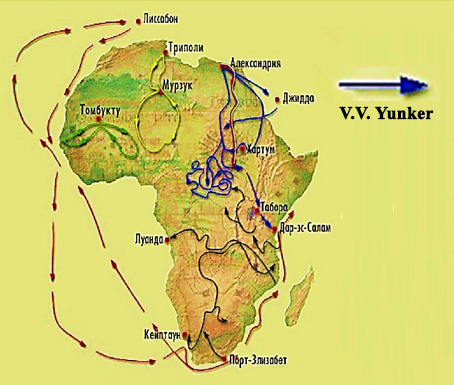 Лиссабон
Триполи
Александрия
Мурзук
Джидда
V.V. Yunker
Томбукту
Хартум
Табора
Дар-эс-Салам
Луанда
Кейптаун
Порт-Элизабет